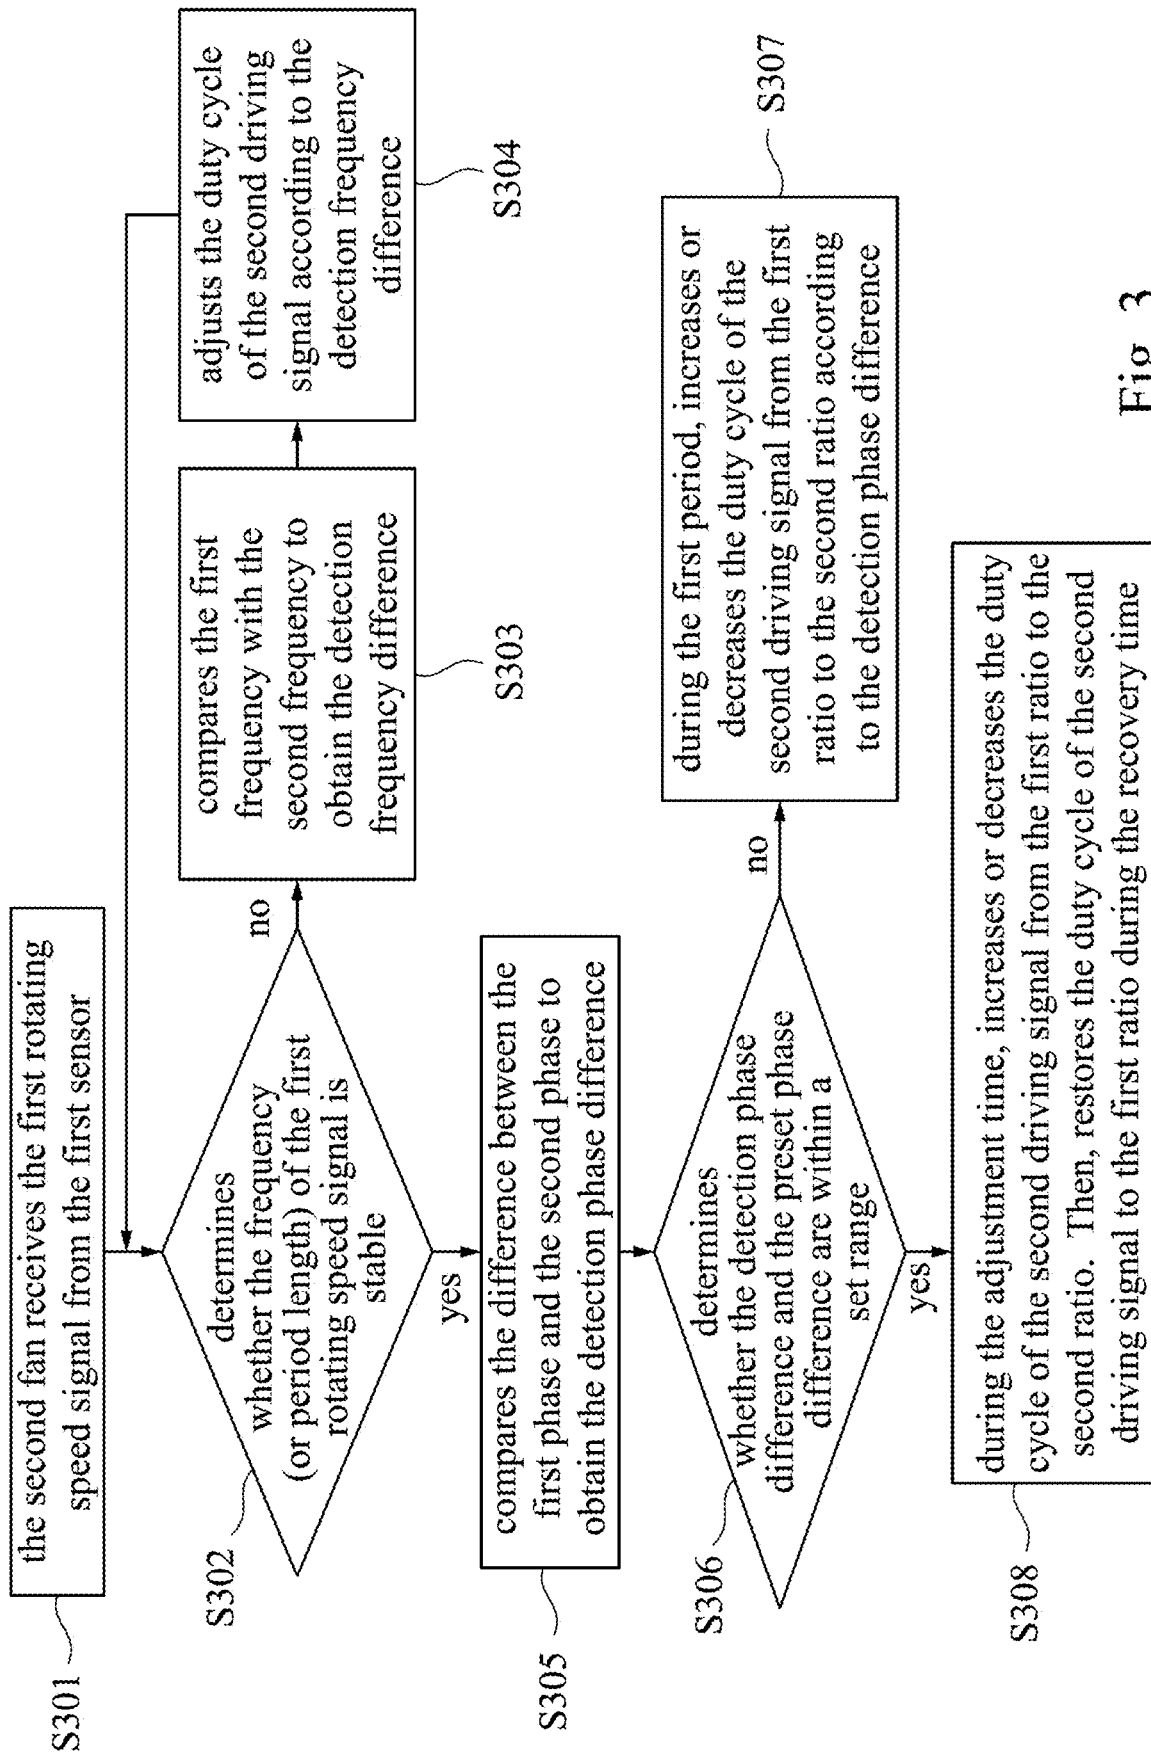 the second fan receives the first rotating
speed signal from the first sensor
S301
determines
whether the frequency
(or period length) of the first
rotating speed signal is
stable
S302
no
compares the first
frequency with the
second frequency to
obtain the detection
frequency difference
S303
adjusts the duty cycle
of the second driving
signal according to the
detection frequency
difference
S304
yes
compares the difference between the
first phase and the second phase to
obtain the detection phase difference
S305
determines
whether the detection phase
difference and the preset phase
difference are within a
set range
S306
no
during the first period, increases or
decreases the duty cycle of the
second driving signal from the first
ratio to the second ratio according
to the detection phase difference
S307
yes
during the adjustment time, increases or decreases the duty
cycle of the second driving signal from the first ratio to the
second ratio. Then, restores the duty cycle of the second
driving signal to the first ratio during the recovery time
S308
Fig. 3